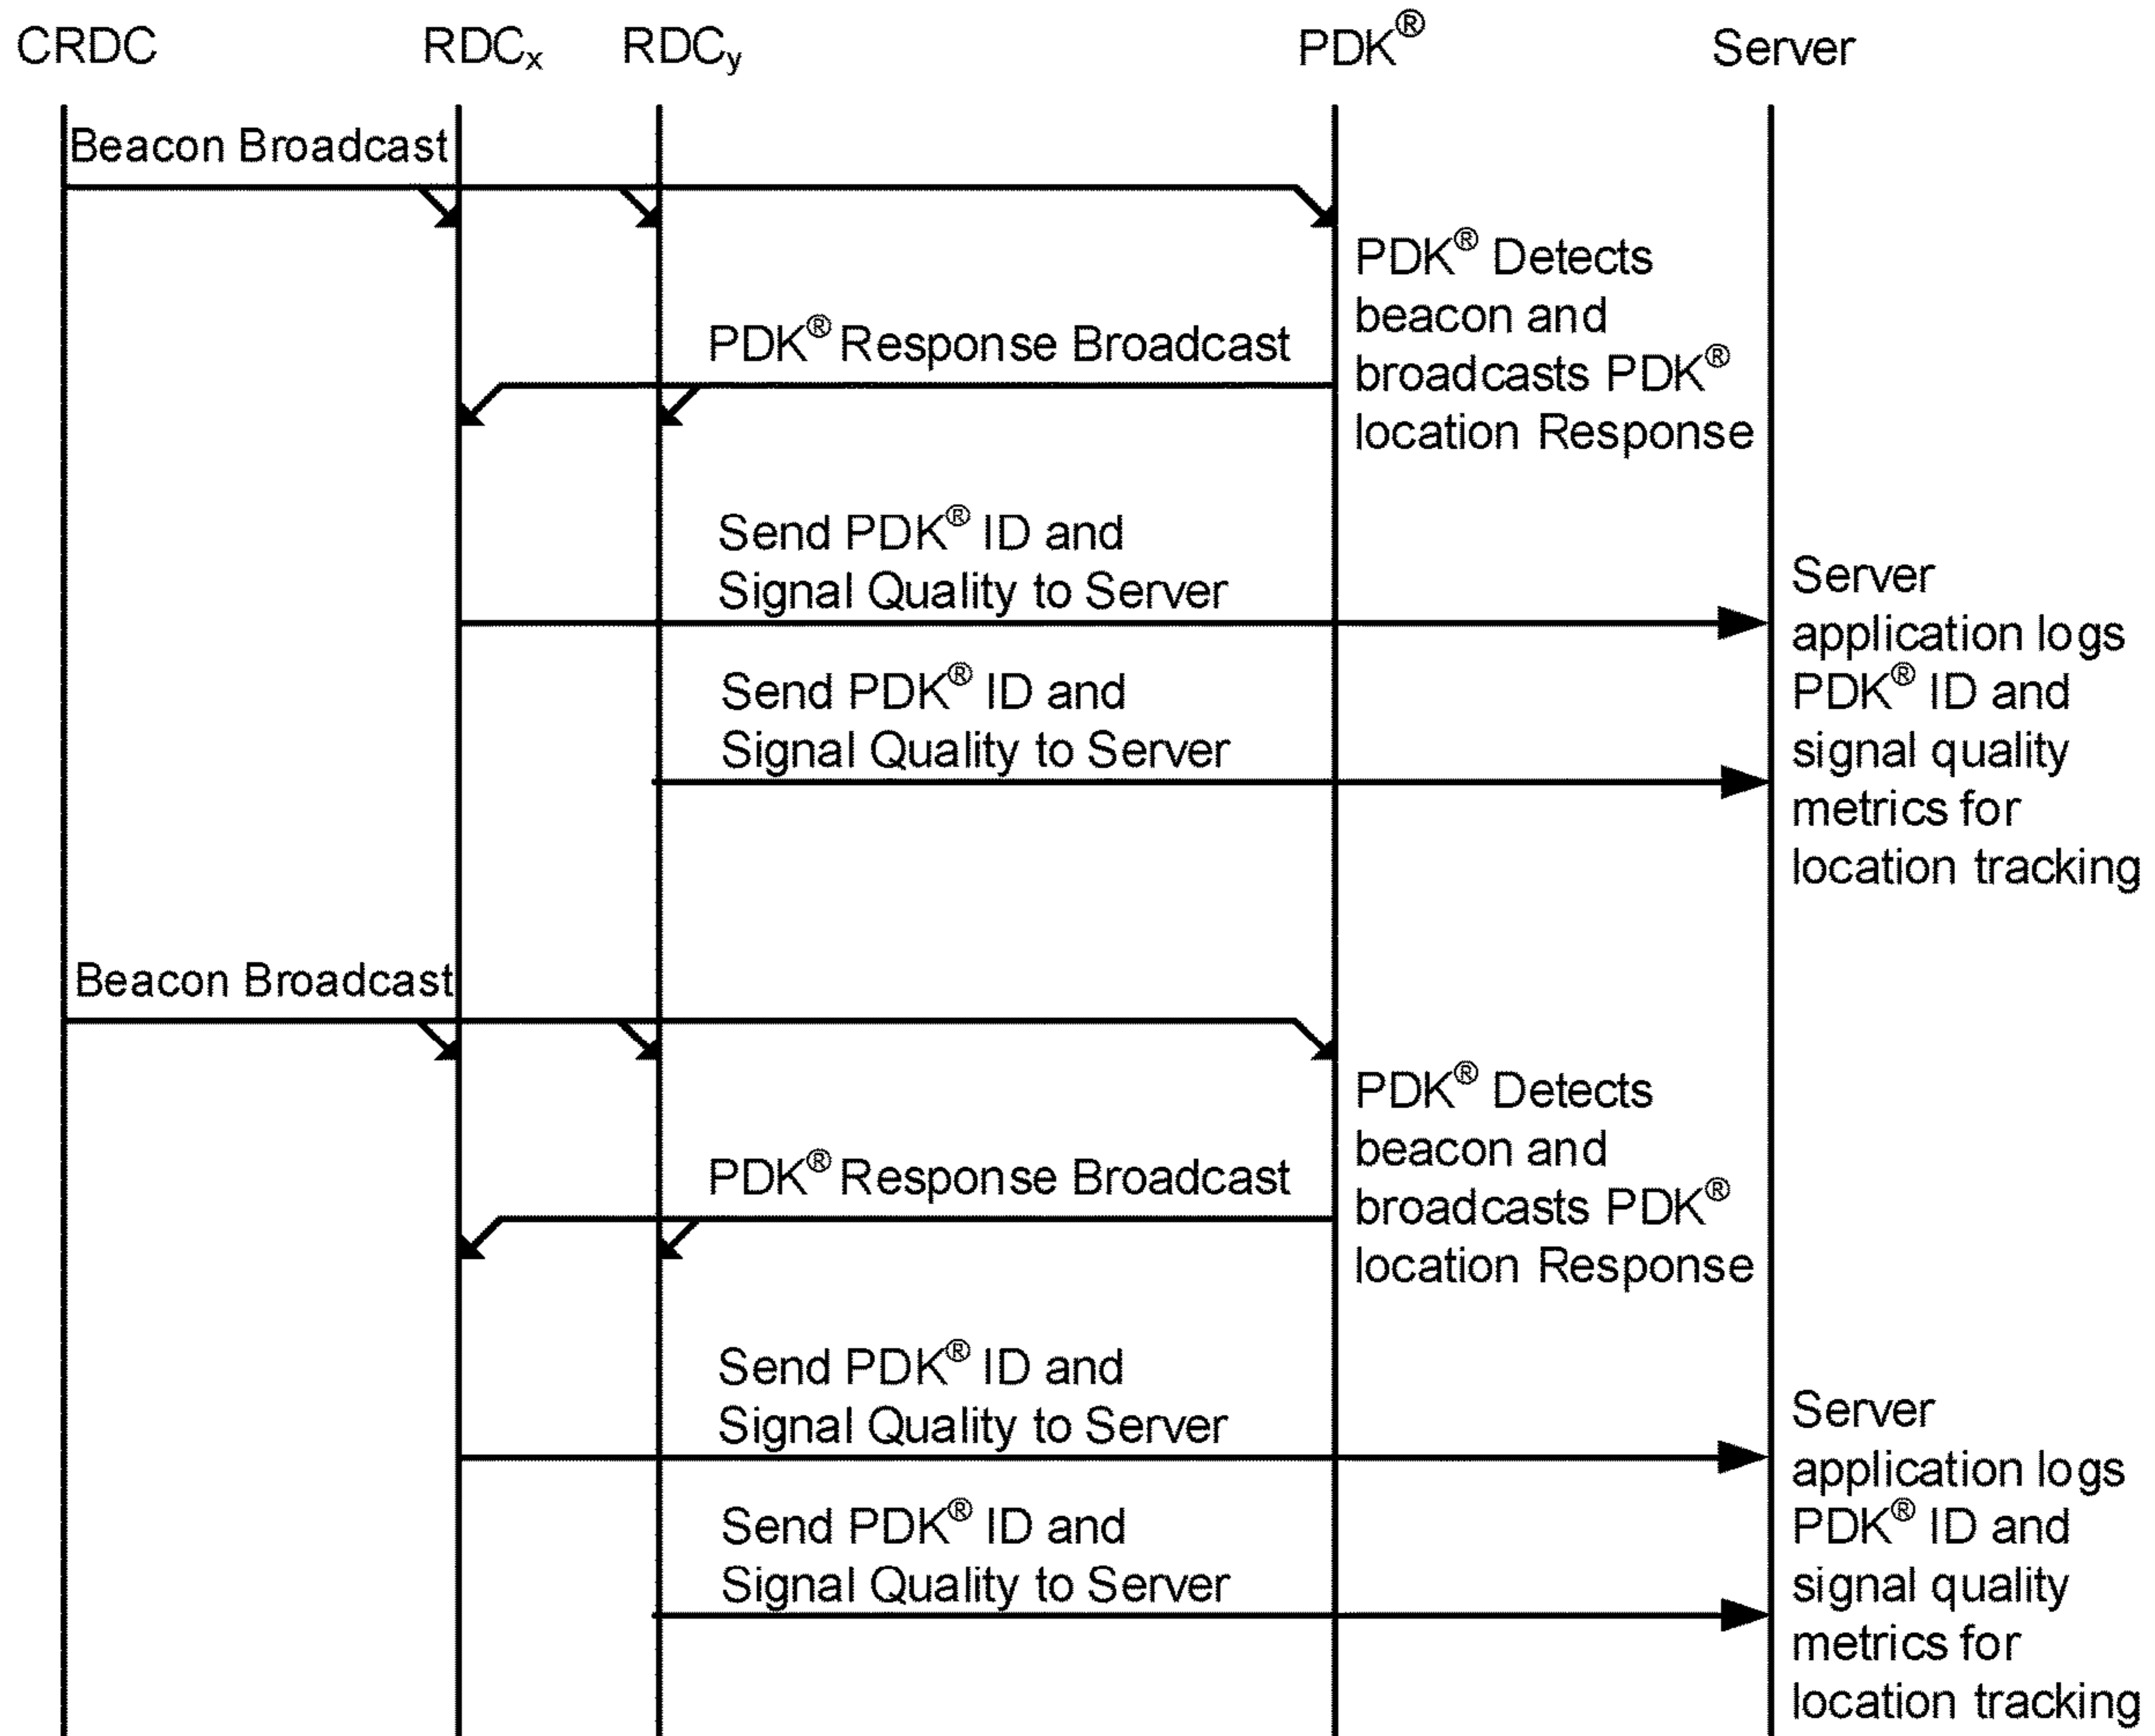 CRDC RDCx RDCy PDK® Server
Beacon Broadcast
PDK® Detects
beacon and
broadcasts PDK®
location Response
PDK® Response Broadcast
Send PDK® ID and
Signal Quality to Server
Send PDK® ID and
Signal Quality to Server
Server
application logs
PDK® ID and
signal quality
metrics for
location tracking
Beacon Broadcast
PDK® Detects
beacon and
broadcasts PDK®
location Response
PDK® Response Broadcast
Send PDK® ID and
Signal Quality to Server
Send PDK® ID and
Signal Quality to Server
Server
application logs
PDK® ID and
signal quality
metrics for
location tracking